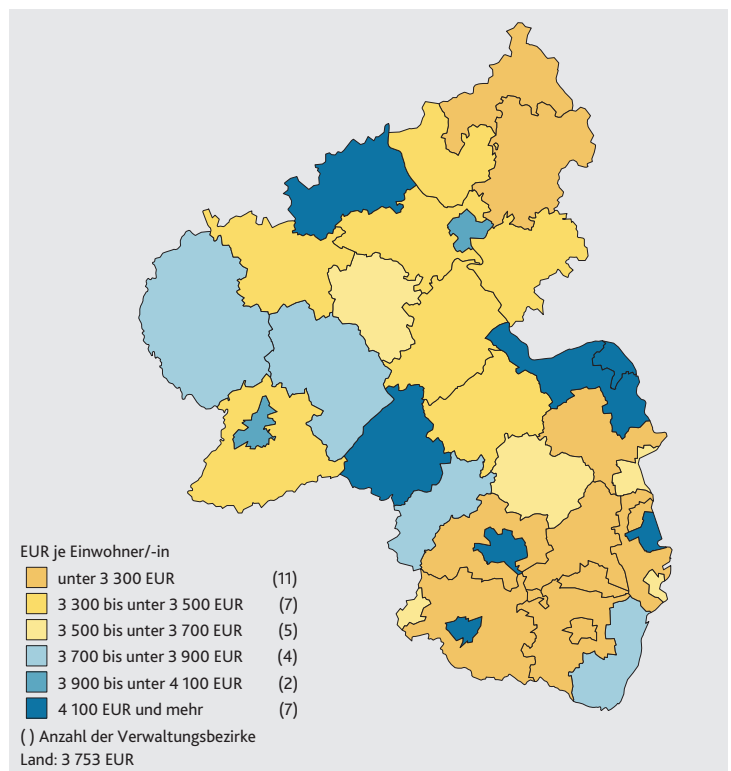 EUR je Einwohner/-in
unter 3 300 EUR (11)
3 300 bis unter 3 500 EUR (7)
3 500 bis unter 3 700 EUR (5)
3 700 bis unter 3 900 EUR (4)
3 900 bis unter 4 100 EUR (2)
4 100 EUR und mehr (7)
( ) Anzahl der Verwaltungsbezirke
Land: 3 753 EUR